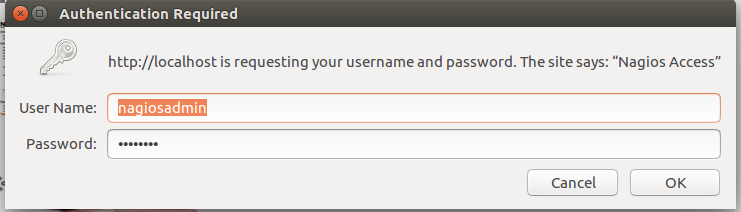 Authentication Required
http://localhost is requesting your username and password. The site says: “Nagios Access”
User Name: nagiosadmin
Password: ••••••••
Cancel OK